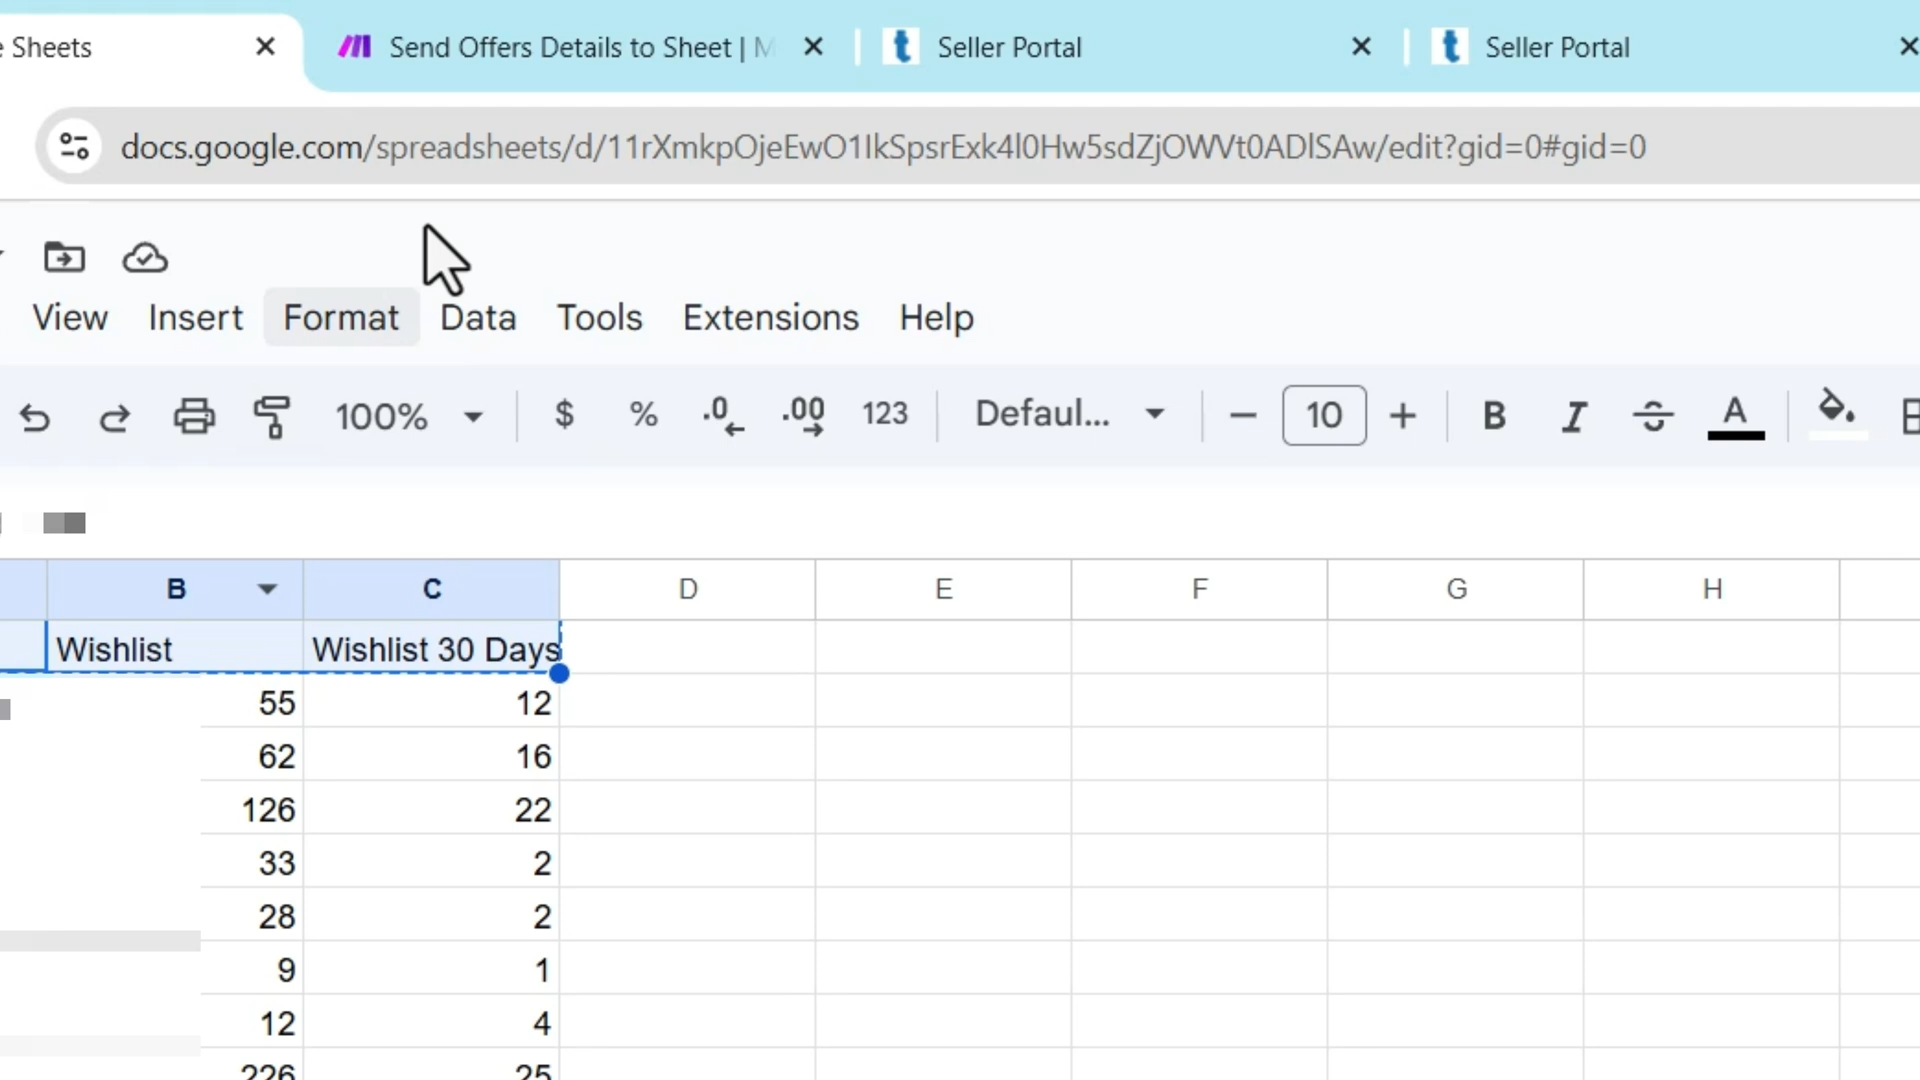 e Sheets
Send Offers Details to Sheet | M
Seller Portal
Seller Portal
docs.google.com/spreadsheets/d/11rXmkpOjeEwO1IkSpsrExk4l0Hw5sdZjOWVt0ADlSAw/edit?gid=0#gid=0
View Insert Format Data Tools Extensions Help
100% $ % .0 .00 123 Defaul... 10 B I S A
B C D E F G H
Wishlist Wishlist 30 Days
55 12
62 16
126 22
33 2
28 2
9 1
12 4
226 25